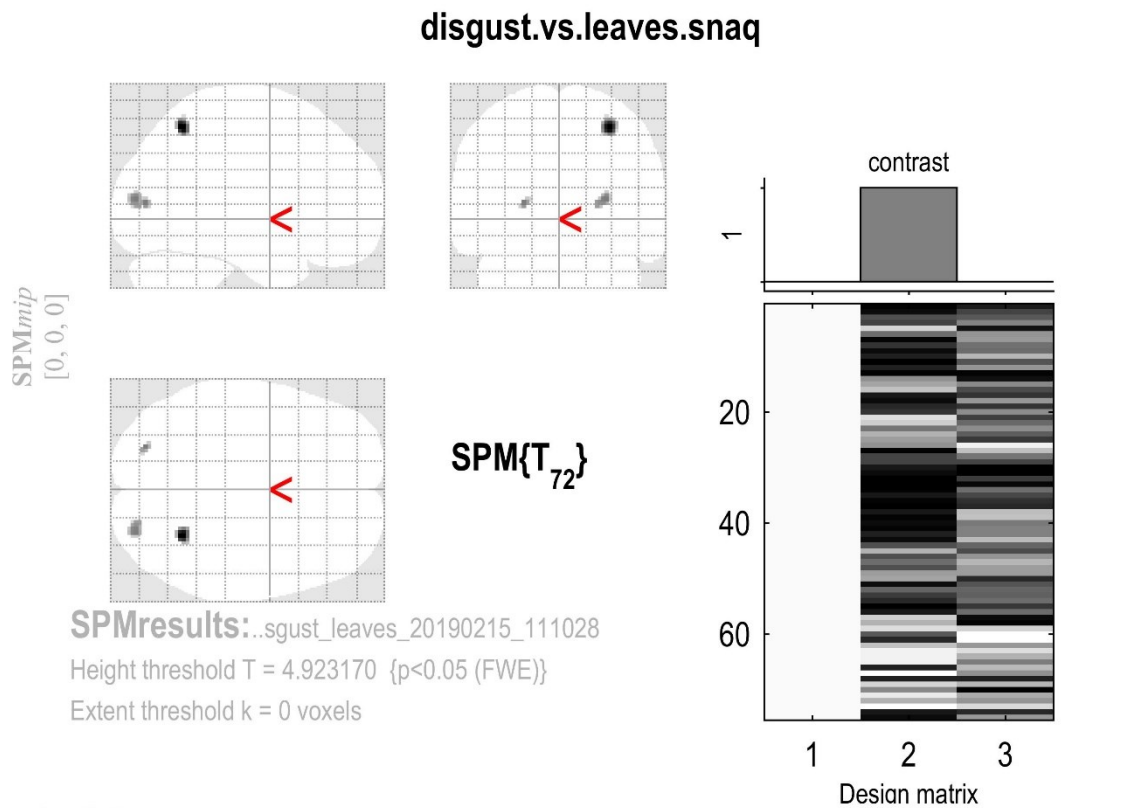 disgust.vs.leaves.snaq
SPMmip
[0, 0, 0]
<
<
<
SPM{T72}
contrast
1
20
40
60
1 2 3
Design matrix
SPMresults:..sgust_leaves_20190215_111028
Height threshold T = 4.923170 {p<0.05 (FWE)}
Extent threshold k = 0 voxels